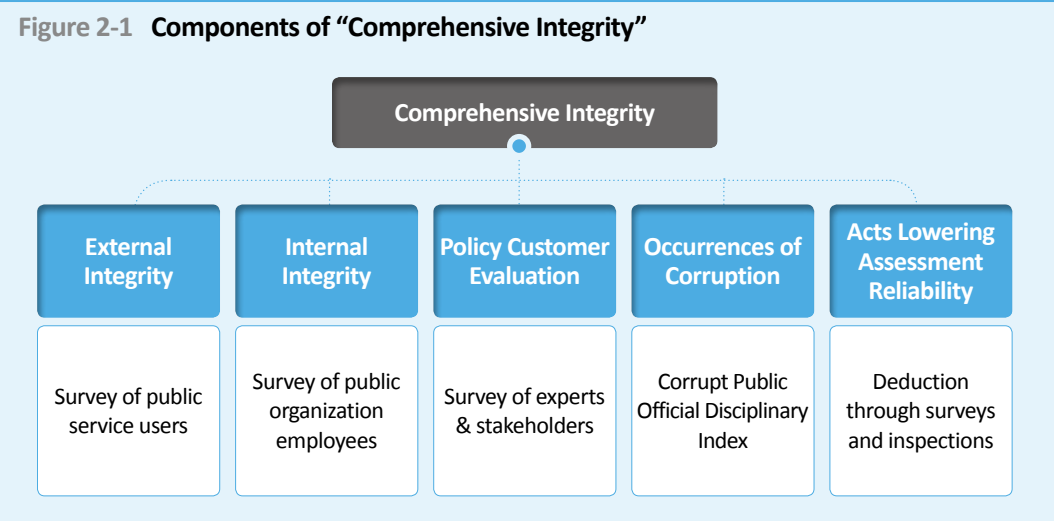 Figure 2-1 Components of “Comprehensive Integrity”
Comprehensive Integrity
External
Integrity
Internal
Integrity
Policy Customer
Evaluation
Occurrences of
Corruption
Acts Lowering
Assessment
Reliability
Survey of public
service users
Survey of public
organization
employees
Survey of experts
& stakeholders
Corrupt Public
Official Disciplinary
Index
Deduction
through surveys
and inspections